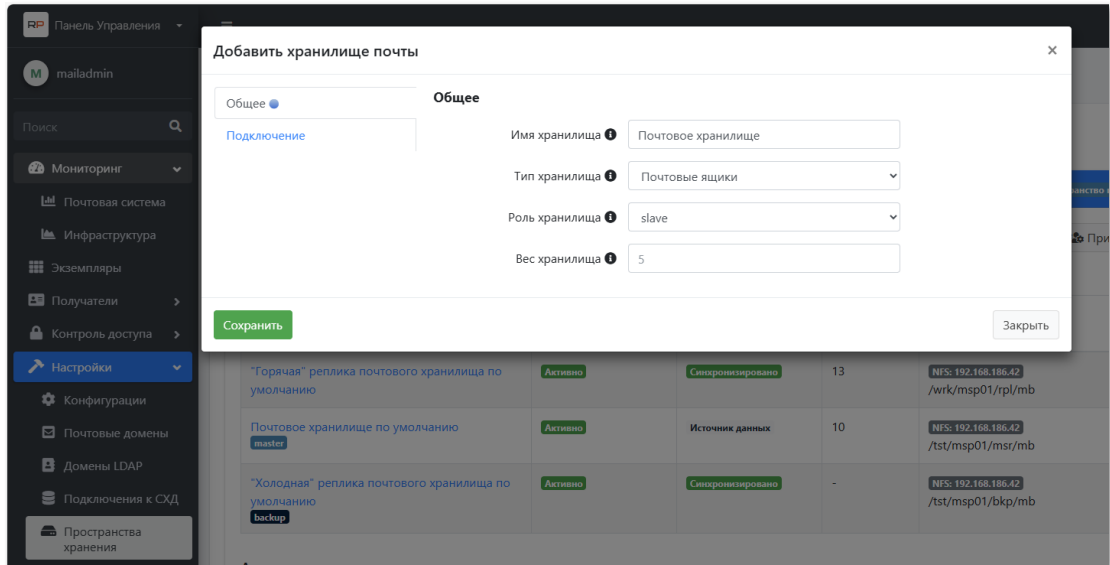 RP Панель Управления
mailadmin
Поиск
Мониторинг
Почтовая система
Инфраструктура
Экземпляры
Получатели
Контроль доступа
Настройки
Конфигурации
Почтовые домены
Домены LDAP
Подключения к СХД
Пространства
хранения
Добавить хранилище почты
×
Общее
Подключение
Общее
Имя хранилища Почтовое хранилище
Тип хранилища Почтовые ящики
Роль хранилища slave
Вес хранилища 5
Сохранить
Закрыть
"Горячая" реплика почтового хранилища по
умолчанию
Активно
Синхронизировано
13
NFS: 192.168.186.42
/wrk/msp01/rpl/mb
Почтовое хранилище по умолчанию
master
Активно
Источник данных
10
NFS: 192.168.186.42
/tst/msp01/msr/mb
"Холодная" реплика почтового хранилища по
умолчанию
backup
Активно
Синхронизировано
-
NFS: 192.168.186.42
/tst/msp01/bkp/mb